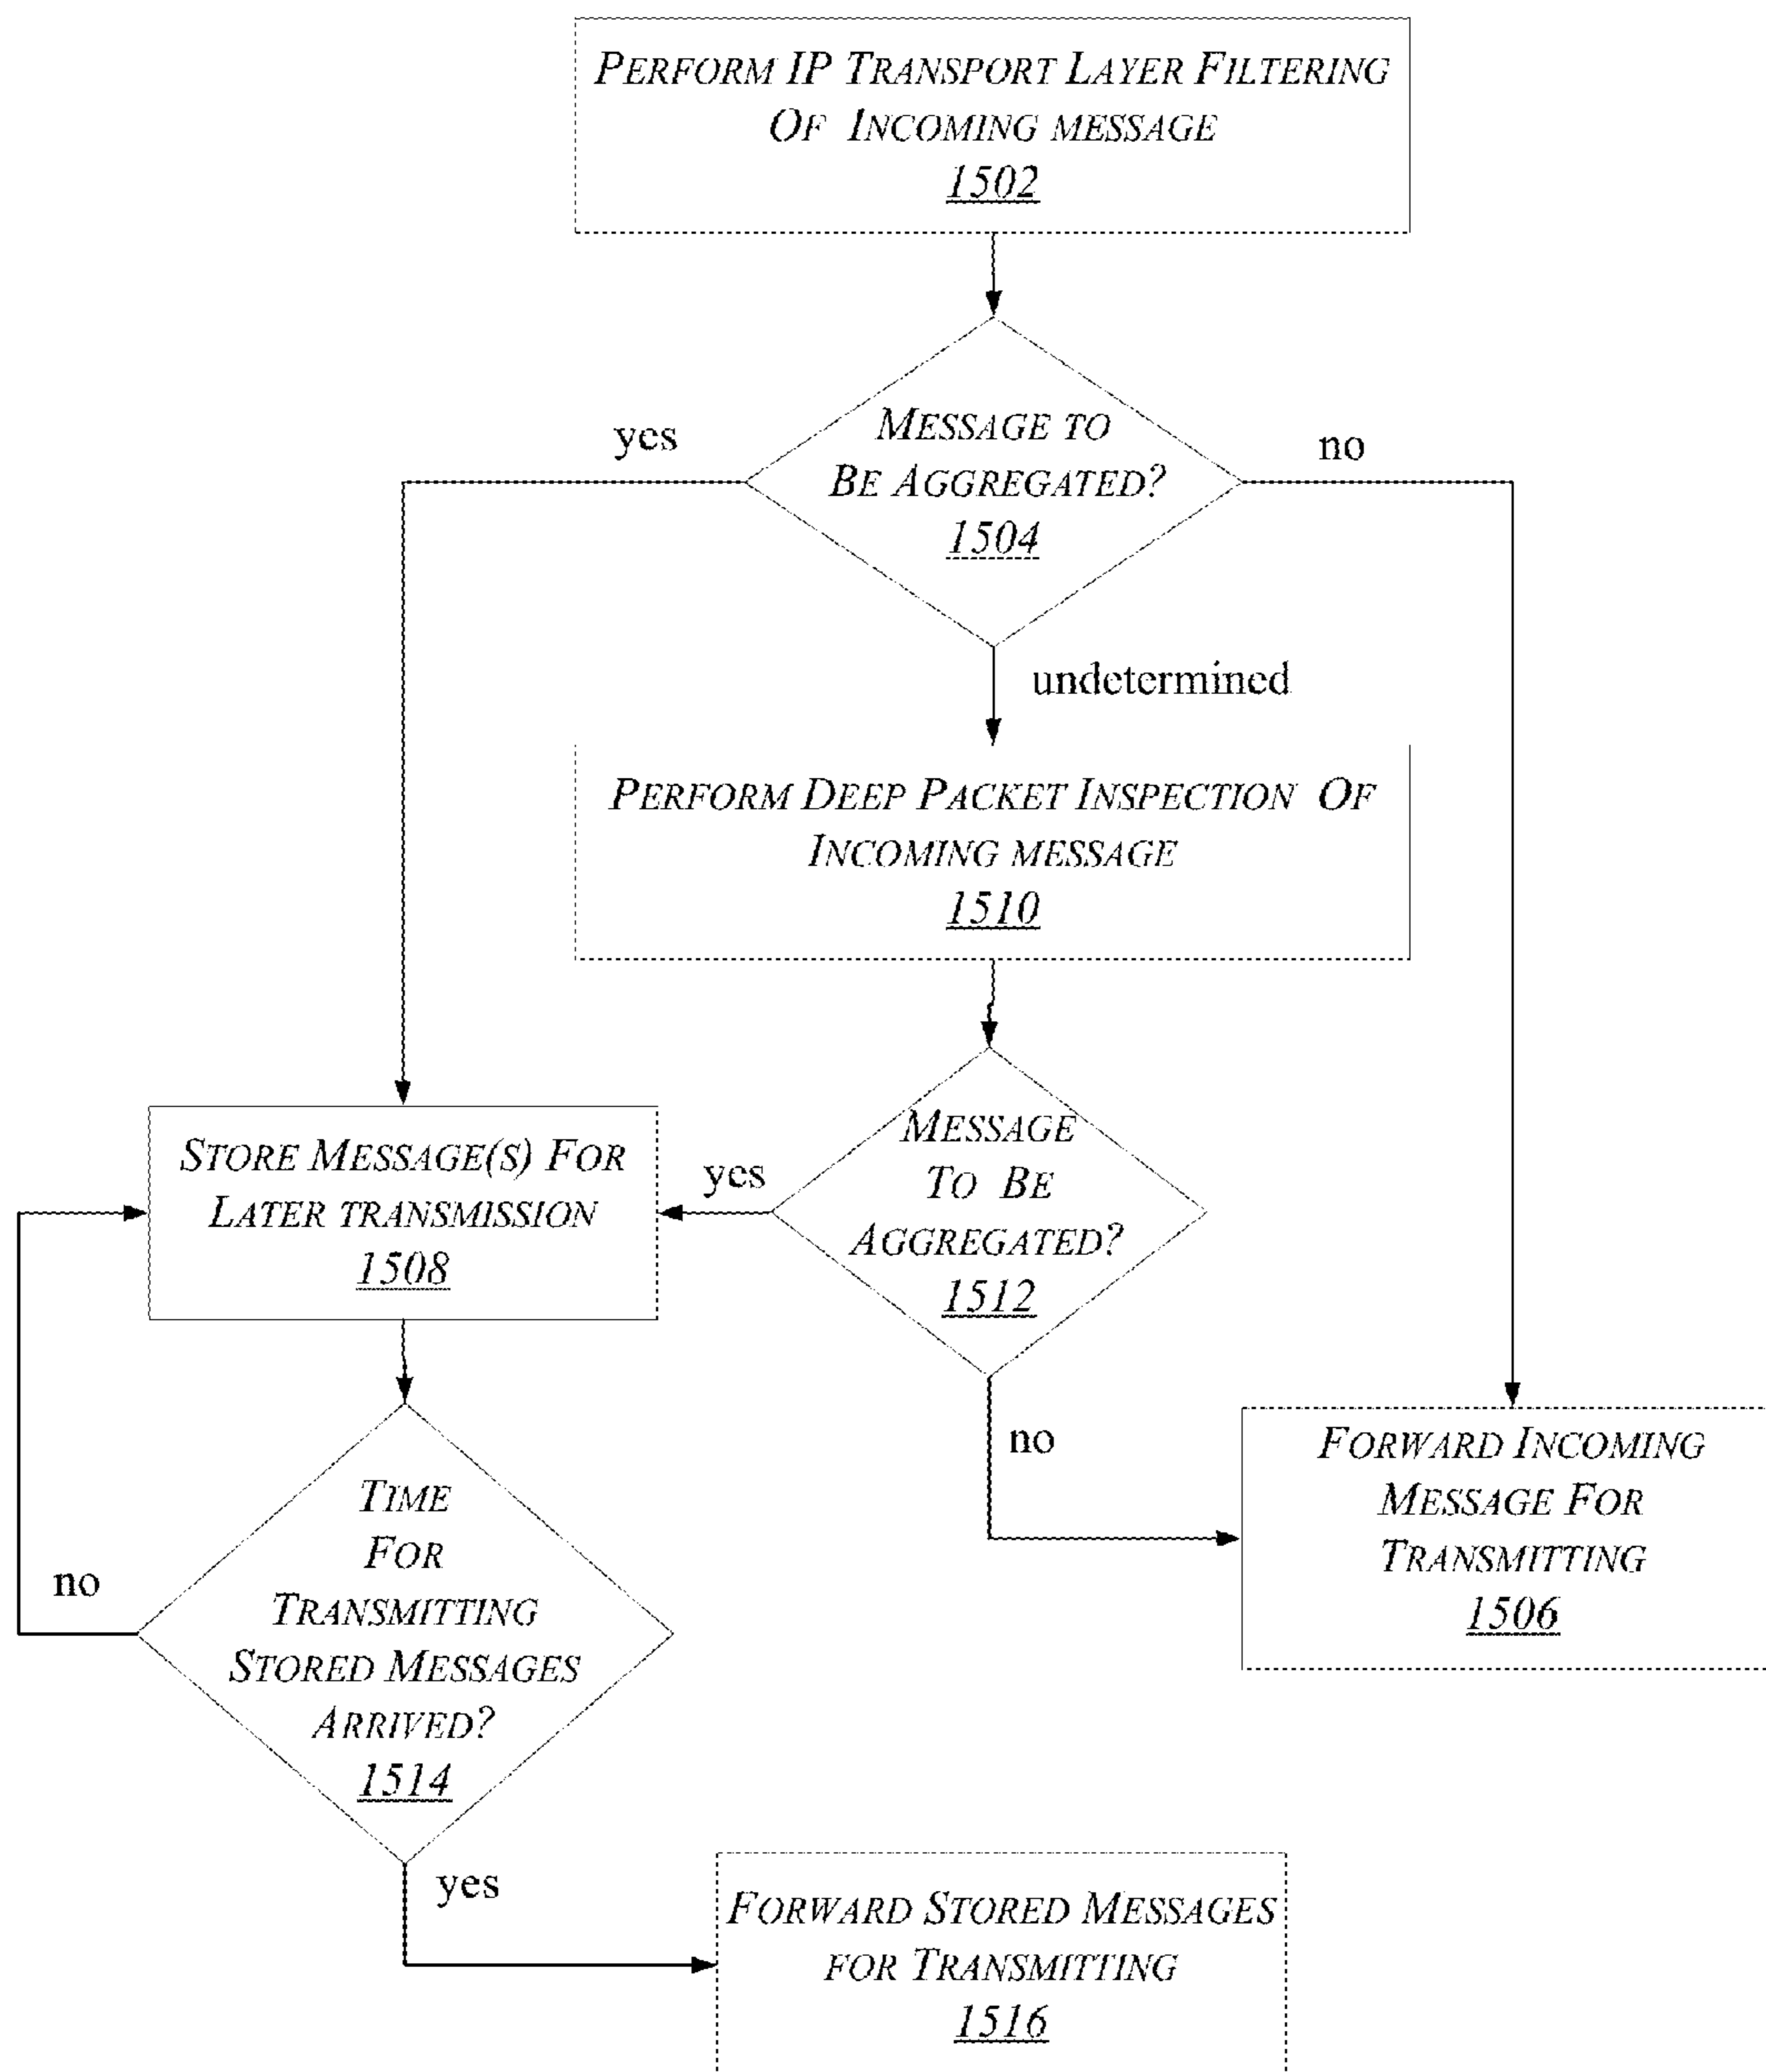 PERFORM IP TRANSPORT LAYER FILTERING
OF INCOMING MESSAGE
1502
yes
MESSAGE TO
BE AGGREGATED?
1504
no
undetermined
PERFORM DEEP PACKET INSPECTION OF
INCOMING MESSAGE
1510
STORE MESSAGE(S) FOR
LATER TRANSMISSION
1508
yes
MESSAGE
TO BE
AGGREGATED?
1512
no
FORWARD INCOMING
MESSAGE FOR
TRANSMITTING
1506
no
TIME
FOR
TRANSMITTING
STORED MESSAGES
ARRIVED?
1514
yes
FORWARD STORED MESSAGES
FOR TRANSMITTING
1516